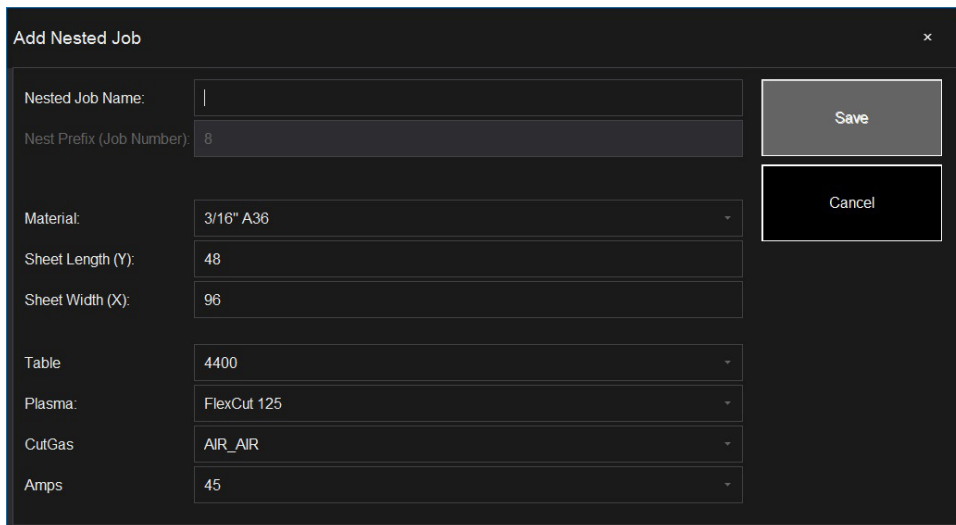 Add Nested Job ×
Nested Job Name:
Save
Nest Prefix (Job Number): 8
Cancel
Material: 3/16" A36
Sheet Length (Y): 48
Sheet Width (X): 96
Table 4400
Plasma: FlexCut 125
CutGas AIR_AIR
Amps 45